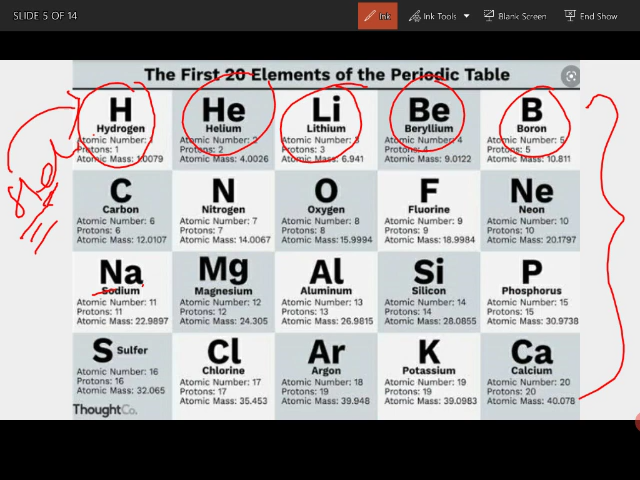 SLIDE 5 OF 14
Ink
Ink Tools
Blank Screen
End Show
The First 20 Elements of the Periodic Table
H He Li Be B
Hydrogen Helium Lithium Beryllium Boron
Atomic Number: 1 Atomic Number: 2 Atomic Number: 3 Atomic Number: 4 Atomic Number: 5
Protons: 1 Protons: 2 Protons: 3 Protons: 4 Protons: 5
Atomic Mass: 1.0079 Atomic Mass: 4.0026 Atomic Mass: 6.941 Atomic Mass: 9.0122 Atomic Mass: 10.811
C N O F Ne
Carbon Nitrogen Oxygen Fluorine Neon
Atomic Number: 6 Atomic Number: 7 Atomic Number: 8 Atomic Number: 9 Atomic Number: 10
Protons: 6 Protons: 7 Protons: 8 Protons: 9 Protons: 10
Atomic Mass: 12.0107 Atomic Mass: 14.0067 Atomic Mass: 15.9994 Atomic Mass: 18.9984 Atomic Mass: 20.1797
Na Mg Al Si P
Sodium Magnesium Aluminum Silicon Phosphorus
Atomic Number: 11 Atomic Number: 12 Atomic Number: 13 Atomic Number: 14 Atomic Number: 15
Protons: 11 Protons: 12 Protons: 13 Protons: 14 Protons: 15
Atomic Mass: 22.9897 Atomic Mass: 24.305 Atomic Mass: 26.9815 Atomic Mass: 28.0855 Atomic Mass: 30.9738
S Sulfer Cl Ar K Ca
Chlorine Argon Potassium Calcium
Atomic Number: 16 Atomic Number: 17 Atomic Number: 18 Atomic Number: 19 Atomic Number: 20
Protons: 16 Protons: 17 Protons: 19 Protons: 19 Protons: 20
Atomic Mass: 32.065 Atomic Mass: 35.453 Atomic Mass: 39.948 Atomic Mass: 39.0983 Atomic Mass: 40.078
ThoughtCo.